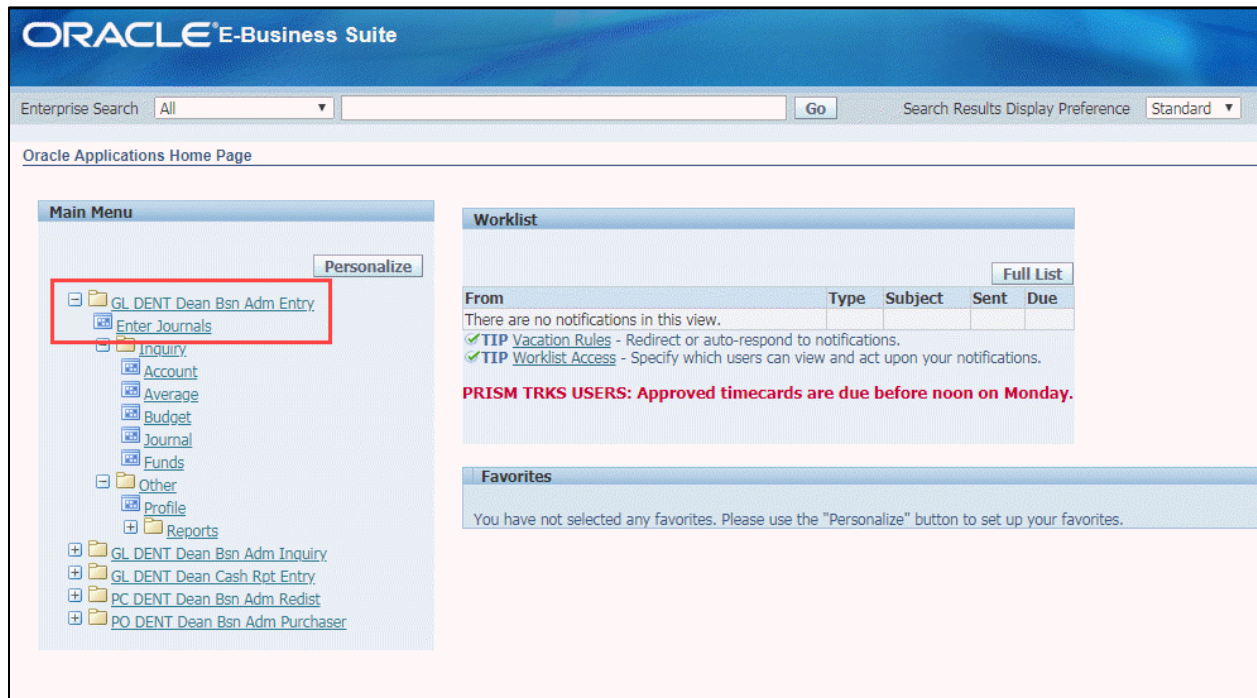 ORACLE® E-Business Suite
Enterprise Search All Go Search Results Display Preference Standard
Oracle Applications Home Page
Main Menu
Personalize
GL DENT Dean Bsn Adm Entry
Enter Journals
Inquiry
Account
Average
Budget
Journal
Funds
Other
Profile
Reports
GL DENT Dean Bsn Adm Inquiry
GL DENT Dean Cash Rpt Entry
PC DENT Dean Bsn Adm Redist
PO DENT Dean Bsn Adm Purchaser
Worklist
Full List
From Type Subject Sent Due
There are no notifications in this view.
TIP Vacation Rules - Redirect or auto-respond to notifications.
TIP Worklist Access - Specify which users can view and act upon your notifications.
PRISM TRKS USERS: Approved timecards are due before noon on Monday.
Favorites
You have not selected any favorites. Please use the "Personalize" button to set up your favorites.